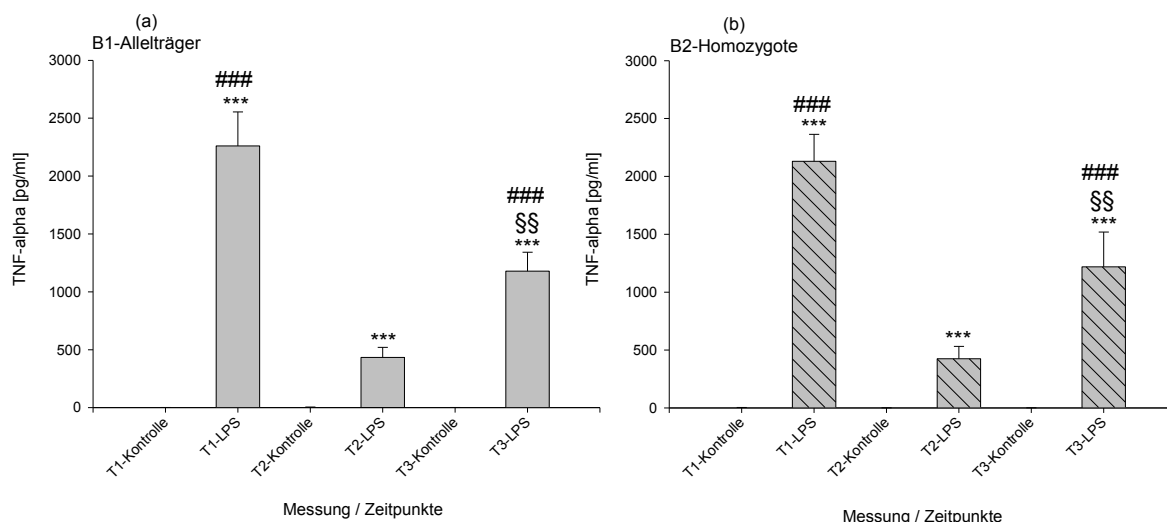 (a)
B1-Allelträger
TNF-alpha [pg/ml]
3000
2500
2000
1500
1000
500
0
###
***
***
###
§§
***
T1-Kontrolle
T1-LPS
T2-Kontrolle
T2-LPS
T3-Kontrolle
T3-LPS
Messung / Zeitpunkte
(b)
B2-Homozygote
TNF-alpha [pg/ml]
3000
2500
2000
1500
1000
500
0
###
***
***
###
§§
***
T1-Kontrolle
T1-LPS
T2-Kontrolle
T2-LPS
T3-Kontrolle
T3-LPS
Messung / Zeitpunkte